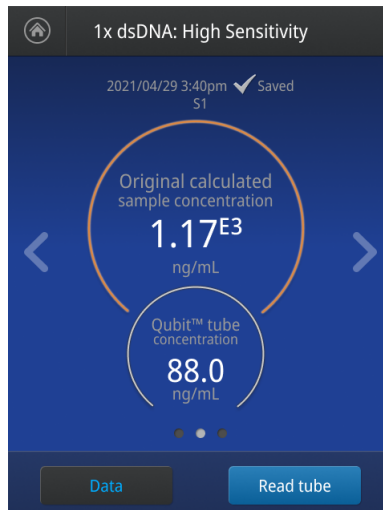 1x dsDNA: High Sensitivity
2021/04/29 3:40pm Saved
S1
Original calculated
sample concentration
1.17E3
ng/mL
Qubit™ tube
concentration
88.0
ng/mL
Data
Read tube